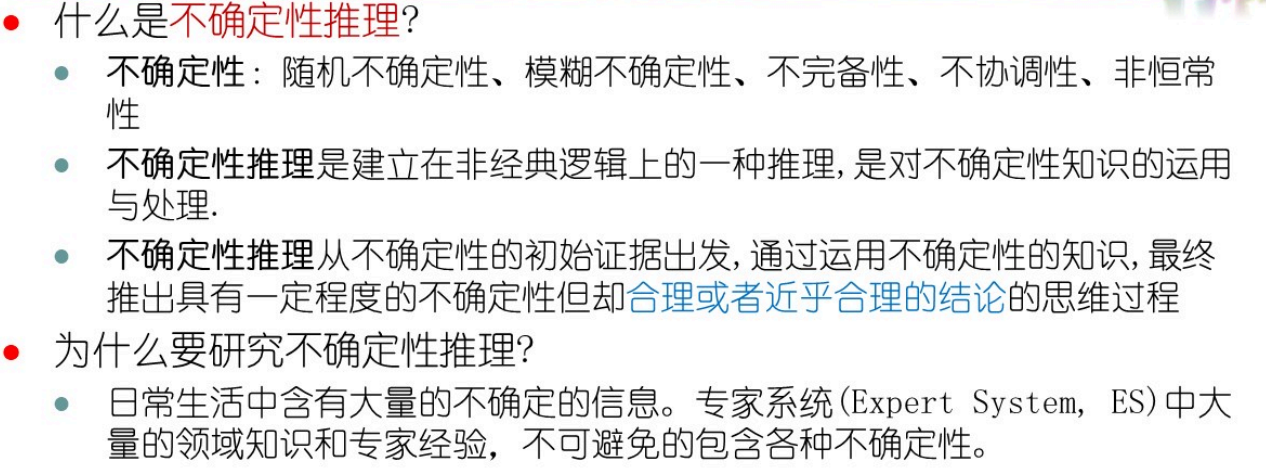 什么是不确定性推理?
不确定性: 随机不确定性、模糊不确定性、不完备性、不协调性、非恒常
性
不确定性推理是建立在非经典逻辑上的一种推理,是对不确定性知识的运用
与处理.
不确定性推理从不确定性的初始证据出发,通过运用不确定性的知识,最终
推出具有一定程度的不确定性但却合理或者近乎合理的结论的思维过程
为什么要研究不确定性推理?
日常生活中含有大量的不确定的信息。专家系统(Expert System, ES)中大
量的领域知识和专家经验，不可避免的包含各种不确定性。